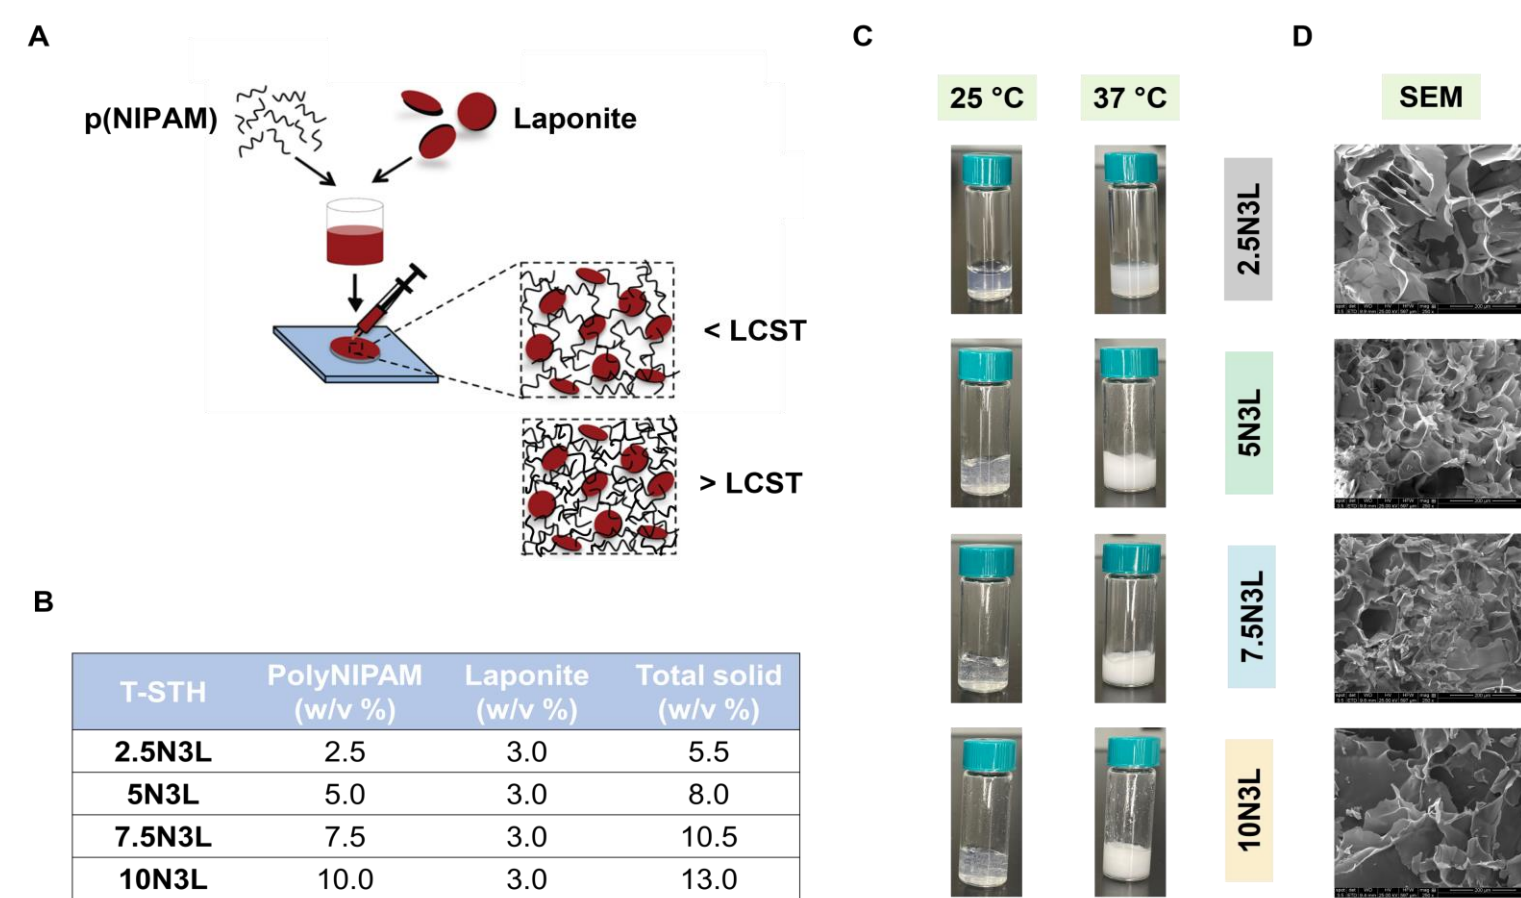 A
p(NIPAM)
Laponite
< LCST
> LCST
B
T-STH PolyNIPAM (w/v %) Laponite (w/v %) Total solid (w/v %)
2.5N3L 2.5 3.0 5.5
5N3L 5.0 3.0 8.0
7.5N3L 7.5 3.0 10.5
10N3L 10.0 3.0 13.0
C
25 °C 37 °C
2.5N3L
5N3L
7.5N3L
10N3L
D
SEM